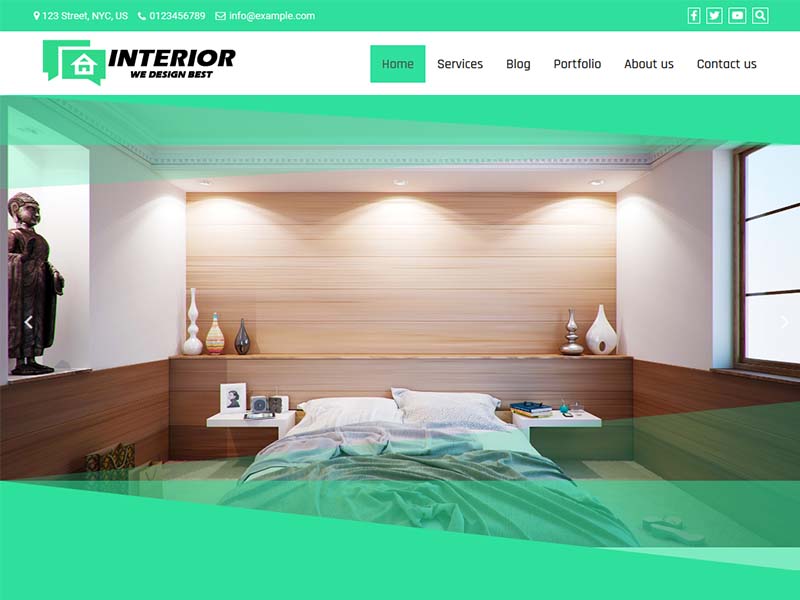 123 Street, NYC, US 0123456789 info@example.com
INTERIOR
WE DESIGN BEST
Home Services Blog Portfolio About us Contact us